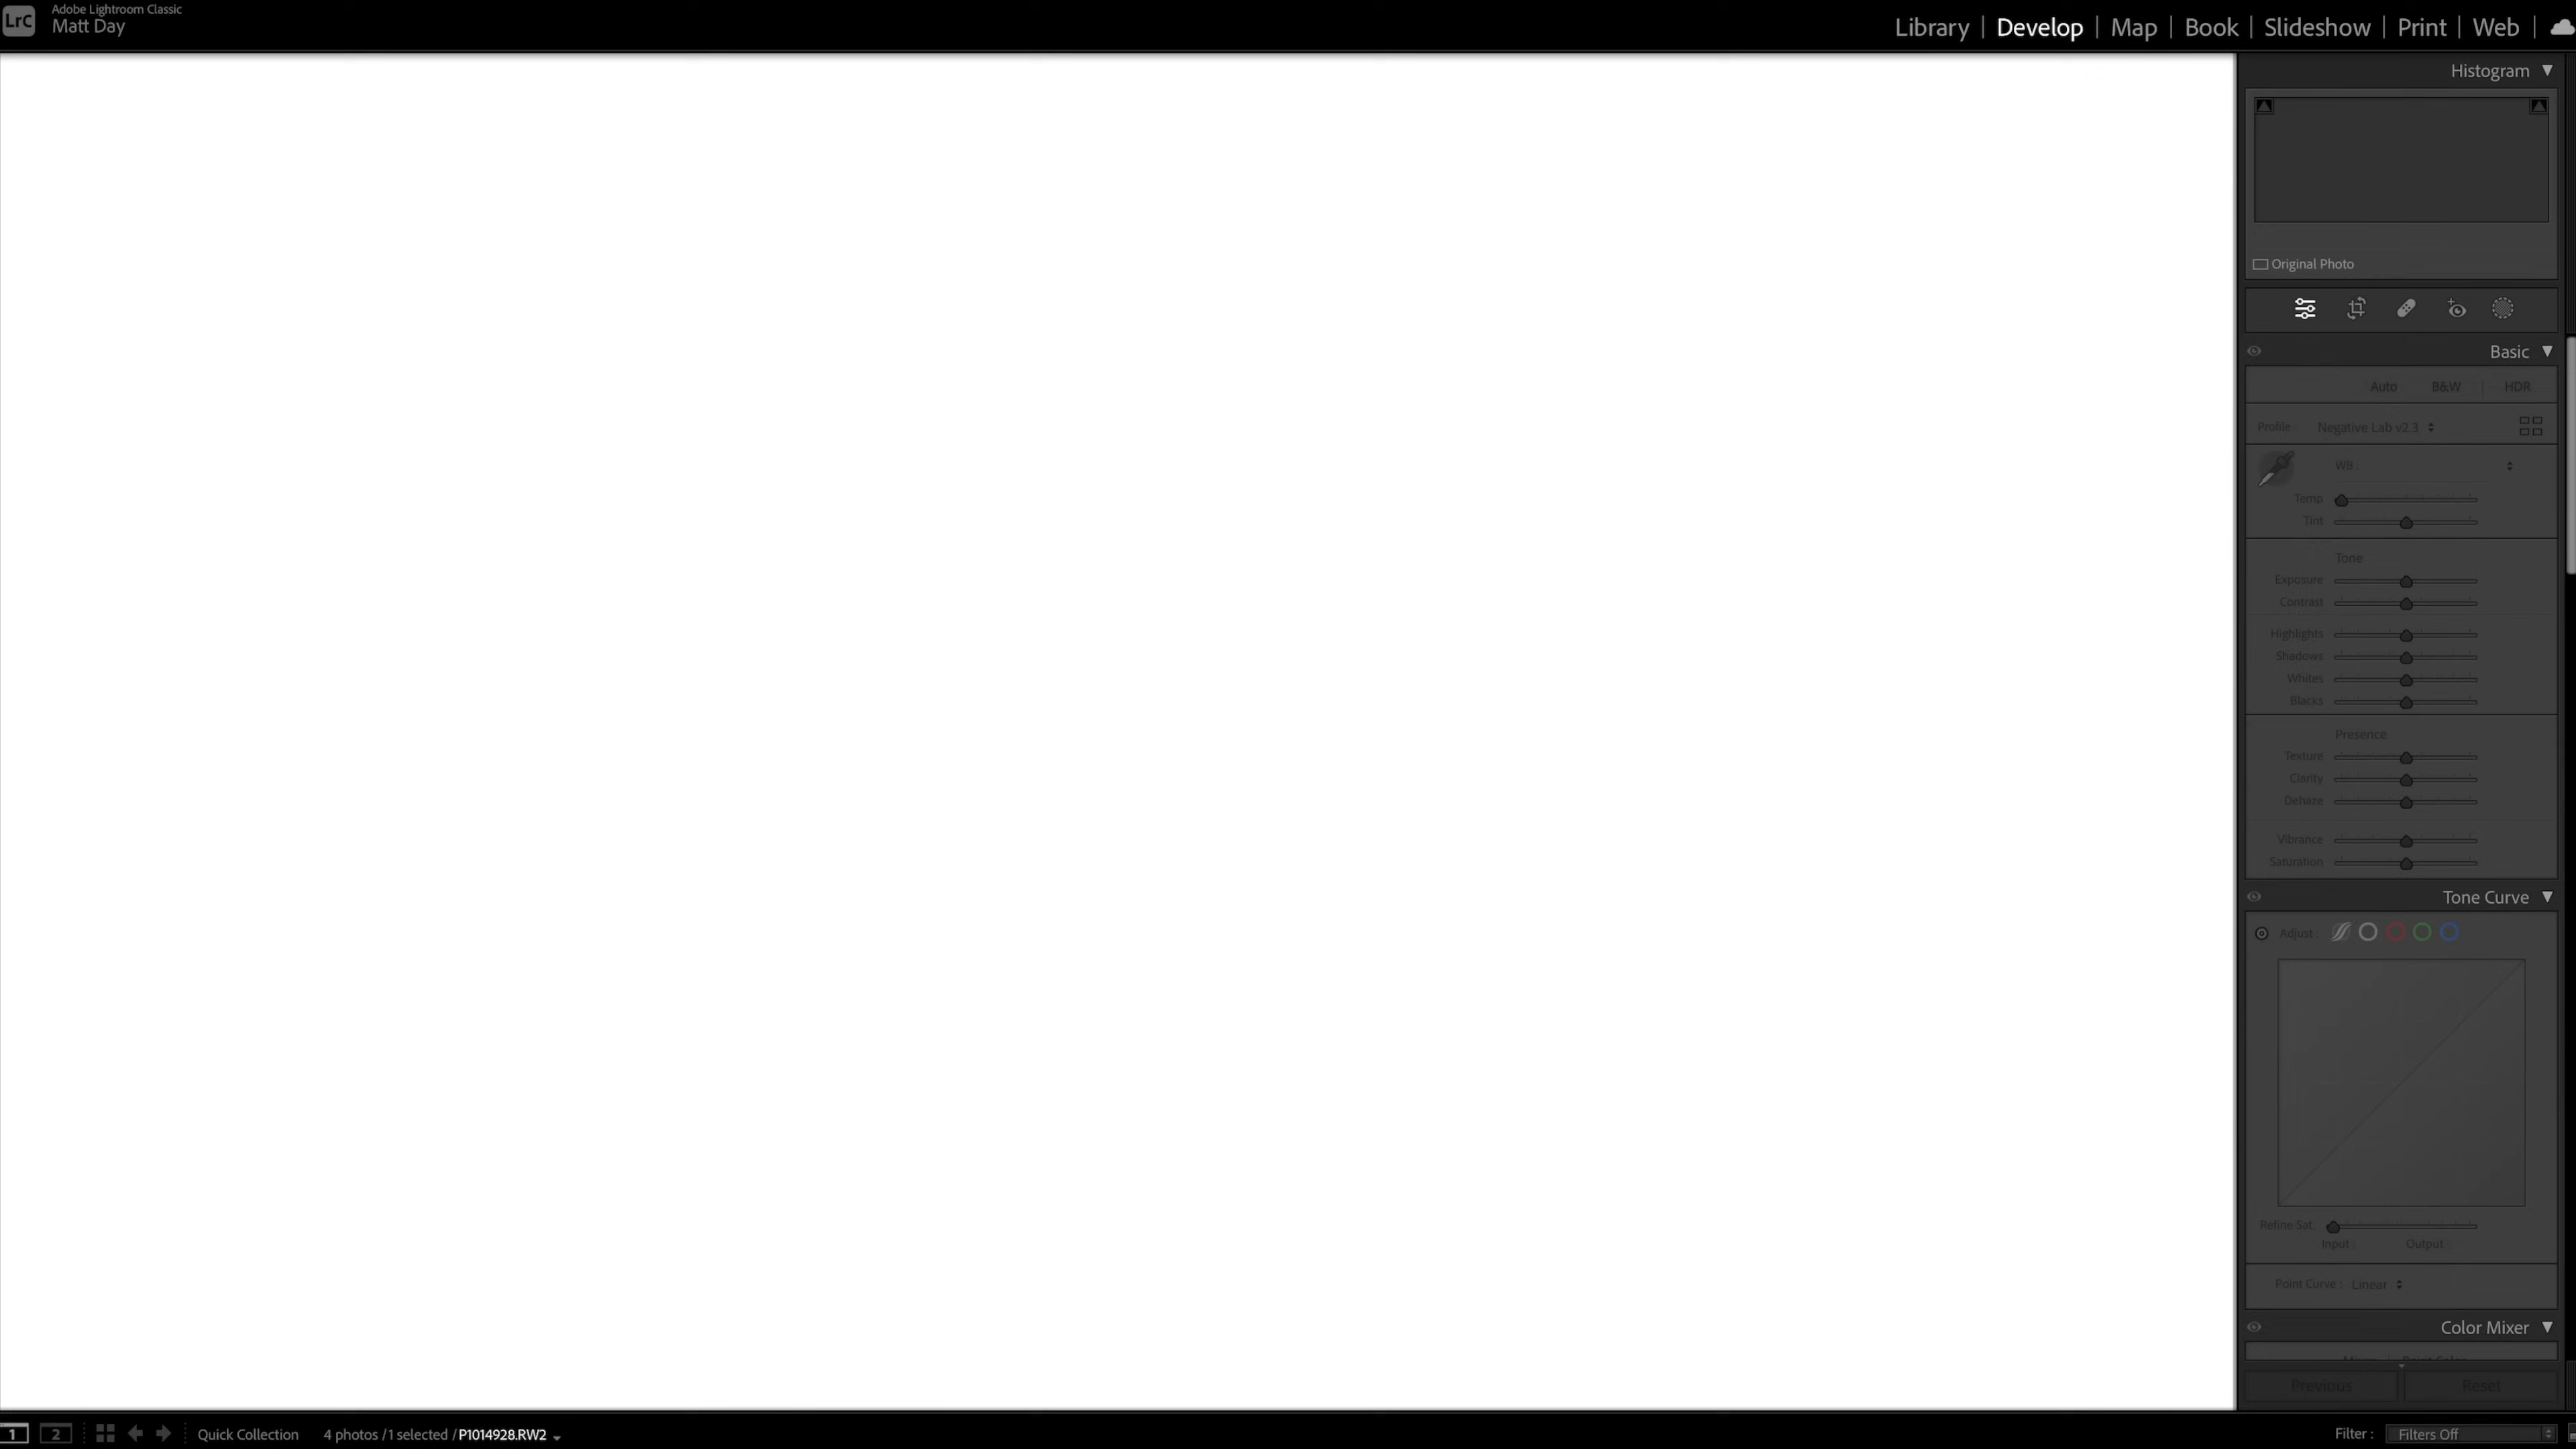 LrC
Adobe Lightroom Classic
Matt Day
Library | Develop | Map | Book | Slideshow | Print | Web
Histogram
Original Photo
Basic
Auto B&W HDR
Profile : Negative Lab v2.3
WB :
Temp
Tint
Tone
Exposure
Contrast
Highlights
Shadows
Whites
Blacks
Presence
Texture
Clarity
Dehaze
Vibrance
Saturation
Tone Curve
Adjust :
Refine Sat.
Input : Output :
Point Curve : Linear
Color Mixer
Mixer Point Color
Previous Reset
1 2 Quick Collection 4 photos /1 selected /P1014928.RW2 Filter : Filters Off